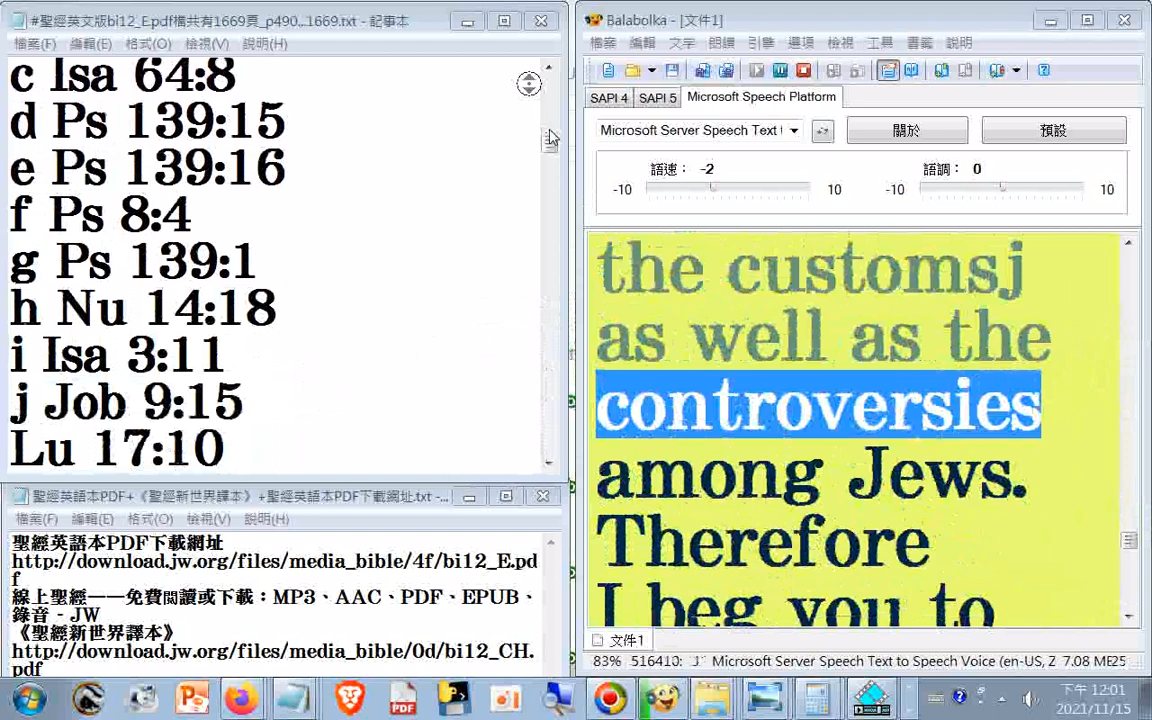 #聖經英文版bi12_E.pdf檔共有1669頁_p490...1669.txt - 記事本
檔案(F) 編輯(E) 格式(O) 檢視(V) 說明(H)
c Isa 64:8
d Ps 139:15
e Ps 139:16
f Ps 8:4
g Ps 139:1
h Nu 14:18
i Isa 3:11
j Job 9:15
Lu 17:10
聖經英語本PDF+《聖經新世界譯本》+聖經英語本PDF下載網址.txt -...
檔案(F) 編輯(E) 格式(O) 檢視(V) 說明(H)
聖經英語本PDF下載網址
http://download.jw.org/files/media_bible/4f/bi12_E.pd
f
線上聖經——免費閱讀或下載：MP3、AAC、PDF、EPUB、
錄音 - JW
《聖經新世界譯本》
http://download.jw.org/files/media_bible/0d/bi12_CH.
pdf
Balabolka - [文件1]
檔案 編輯 文字 朗讀 引擎 選項 檢視 工具 書籤 說明
SAPI 4 SAPI 5 Microsoft Speech Platform
Microsoft Server Speech Text 關於 預設
語速： -2 語調： 0
-10 10 -10 10
the customsj
as well as the
controversies
among Jews.
Therefore
I beg you to
文件1
83% 516410: Microsoft Server Speech Text to Speech Voice (en-US, Z 7.08 ME25
下午 12:01
2021/11/15